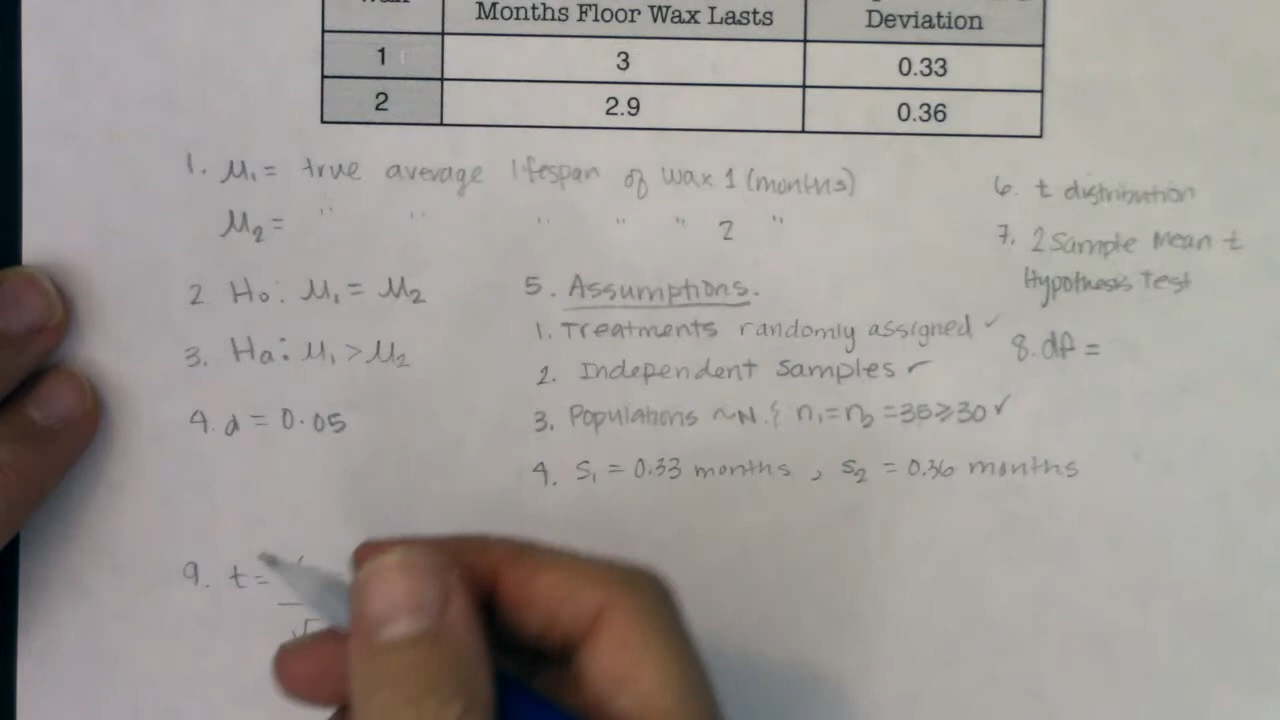 Months Floor Wax Lasts
Deviation
1 3 0.33
2 2.9 0.36
1. μ₁ = true average lifespan of wax 1 (months)
μ₂ = " " " " " 2 "
2. Ho: μ₁ = μ₂
3. Ha: μ₁ > μ₂
4. α = 0.05
5. Assumptions.
1. Treatments randomly assigned ✓
2. Independent samples ✓
3. Populations ~N. & n₁=n₂ =35≥30 ✓
4. S₁ = 0.33 months , S₂ = 0.36 months
6. t distribution
7. 2 Sample Mean t
Hypothesis Test
8. df =
9. t = ( √